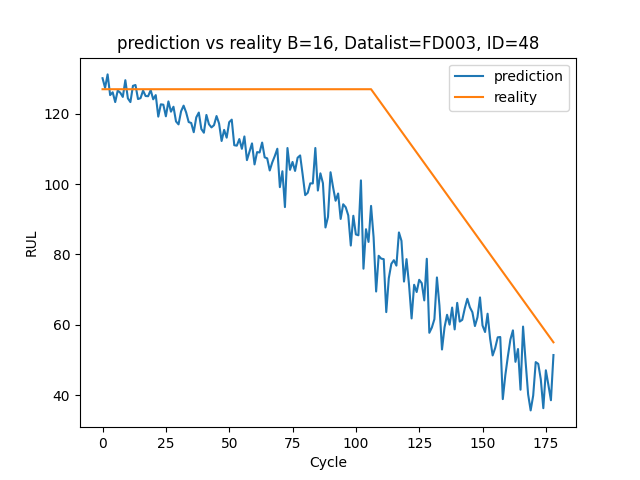 prediction vs reality B=16, Datalist=FD003, ID=48
prediction
reality
RUL
120
100
80
60
40
0 25 50 75 100 125 150 175
Cycle